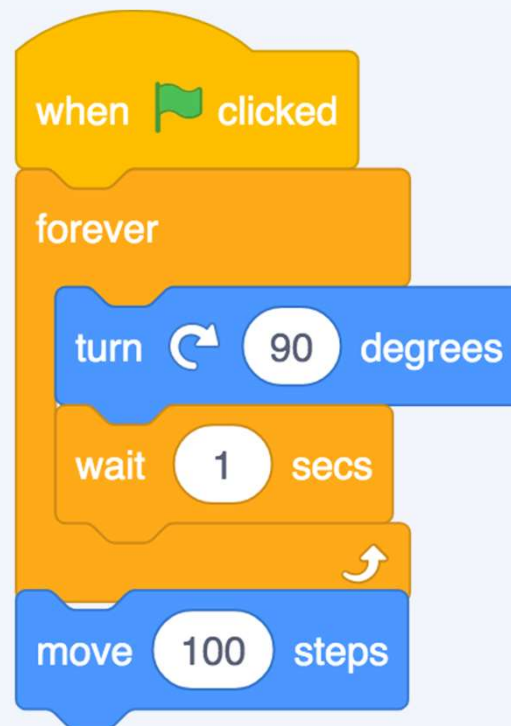 when clicked
forever
turn 90 degrees
wait 1 secs
move 100 steps